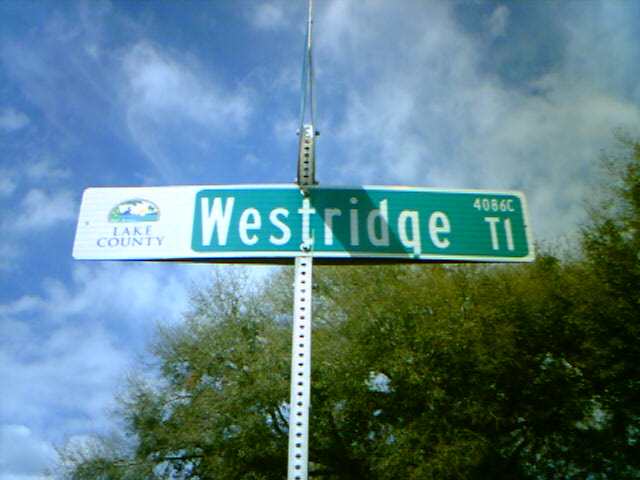 LAKE
COUNTY
Westridge
4086C
Tl